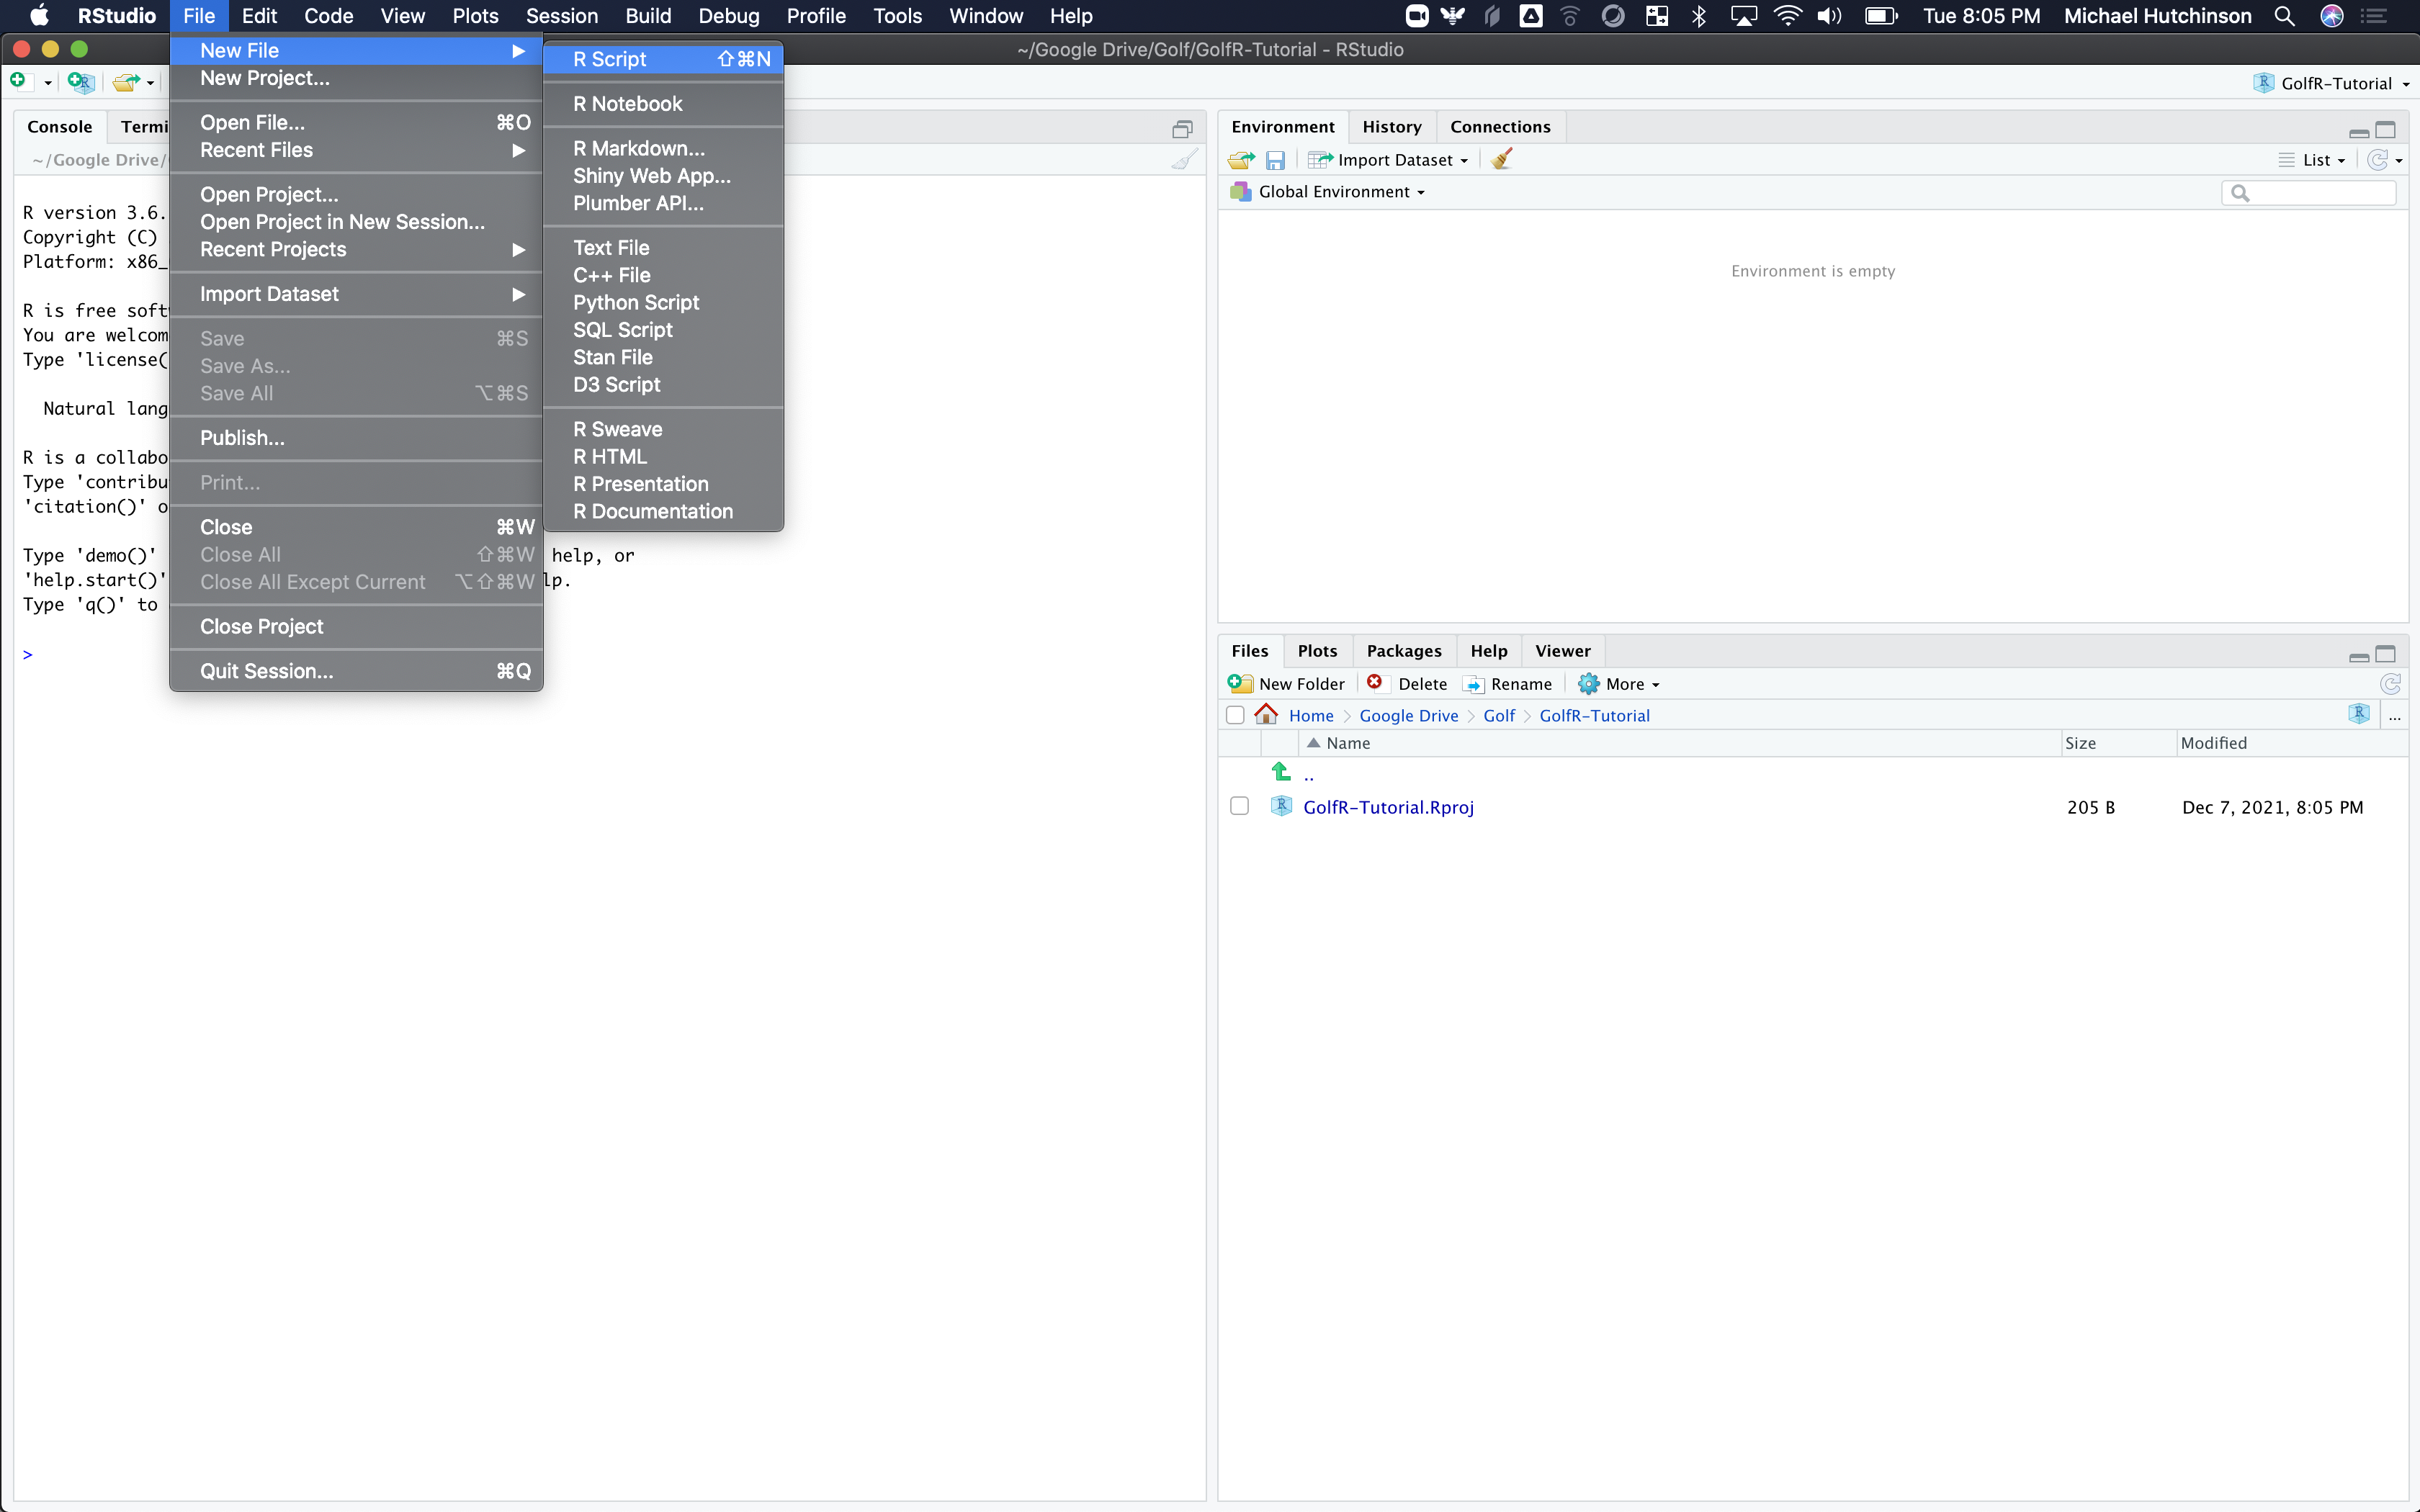 RStudio File Edit Code View Plots Session Build Debug Profile Tools Window Help Tue 8:05 PM Michael Hutchinson
~/Google Drive/Golf/GolfR-Tutorial - RStudio
GolfR-Tutorial
New File
New Project...
Open File... ⌘O
Recent Files
Open Project...
Open Project in New Session...
Recent Projects
Import Dataset
Save ⌘S
Save As...
Save All ⌥⌘S
Publish...
Print...
Close ⌘W
Close All ⇧⌘W
Close All Except Current ⌥⇧⌘W
Close Project
Quit Session... ⌘Q
R Script ⇧⌘N
R Notebook
R Markdown...
Shiny Web App...
Plumber API...
Text File
C++ File
Python Script
SQL Script
Stan File
D3 Script
R Sweave
R HTML
R Presentation
R Documentation
Console Termi
~/Google Drive/
R version 3.6.
Copyright (C)
Platform: x86_
R is free soft
You are welcom
Type 'license(
Natural lang
R is a collabo
Type 'contribu
'citation()' o
Type 'demo()' help, or
'help.start()' lp.
Type 'q()' to
>
Environment History Connections
Import Dataset List
Global Environment
Environment is empty
Files Plots Packages Help Viewer
New Folder Delete Rename More
Home Google Drive Golf GolfR-Tutorial ...
Name Size Modified
..
GolfR-Tutorial.Rproj 205 B Dec 7, 2021, 8:05 PM